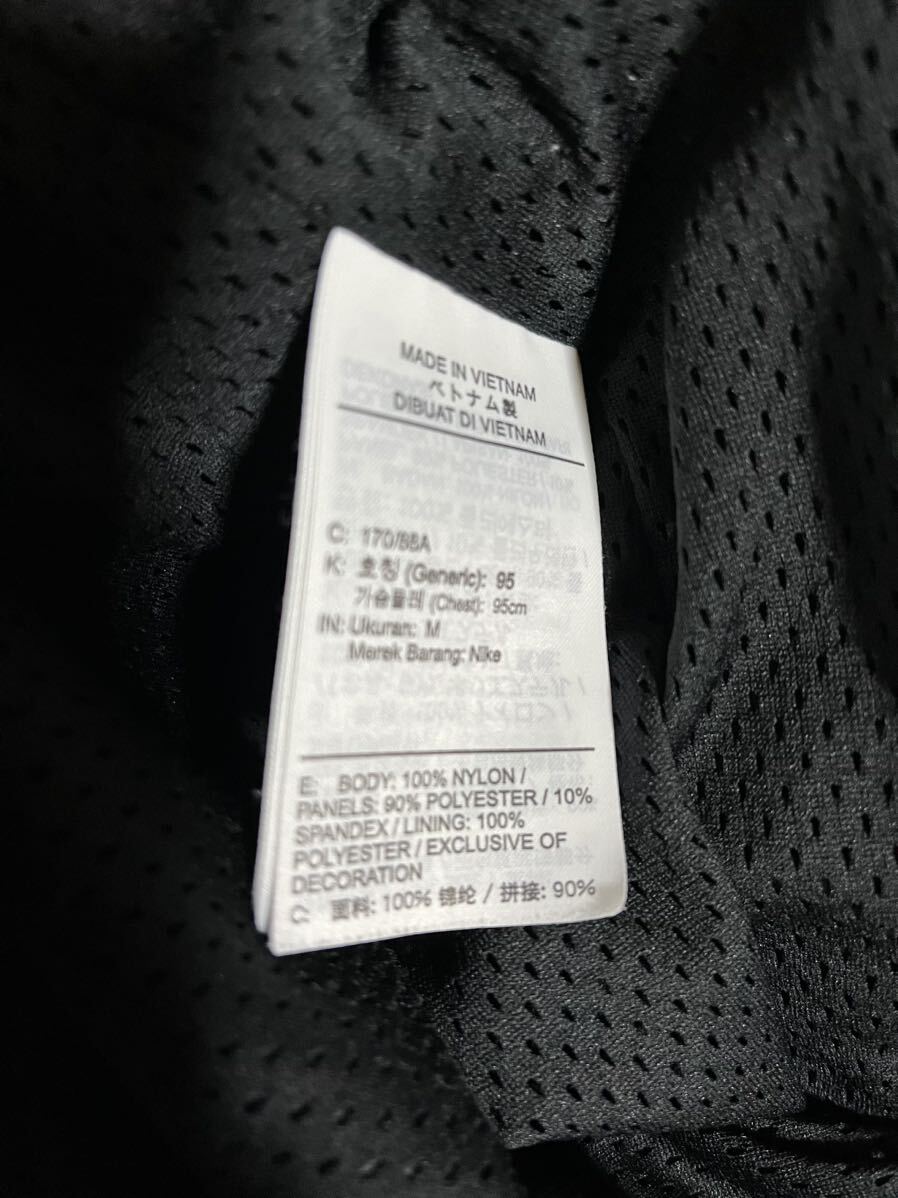 MADE IN VIETNAM
ベトナム製
DIBUAT DI VIETNAM
C: 170/88A
K: 호칭 (Generic): 95
가슴둘레 (Chest): 95cm
IN: Ukuran: M
Merek Barang: Nike
E: BODY: 100% NYLON /
PANELS: 90% POLYESTER / 10%
SPANDEX / LINING: 100%
POLYESTER / EXCLUSIVE OF
DECORATION
C: 面料: 100% 锦纶 / 拼接: 90%